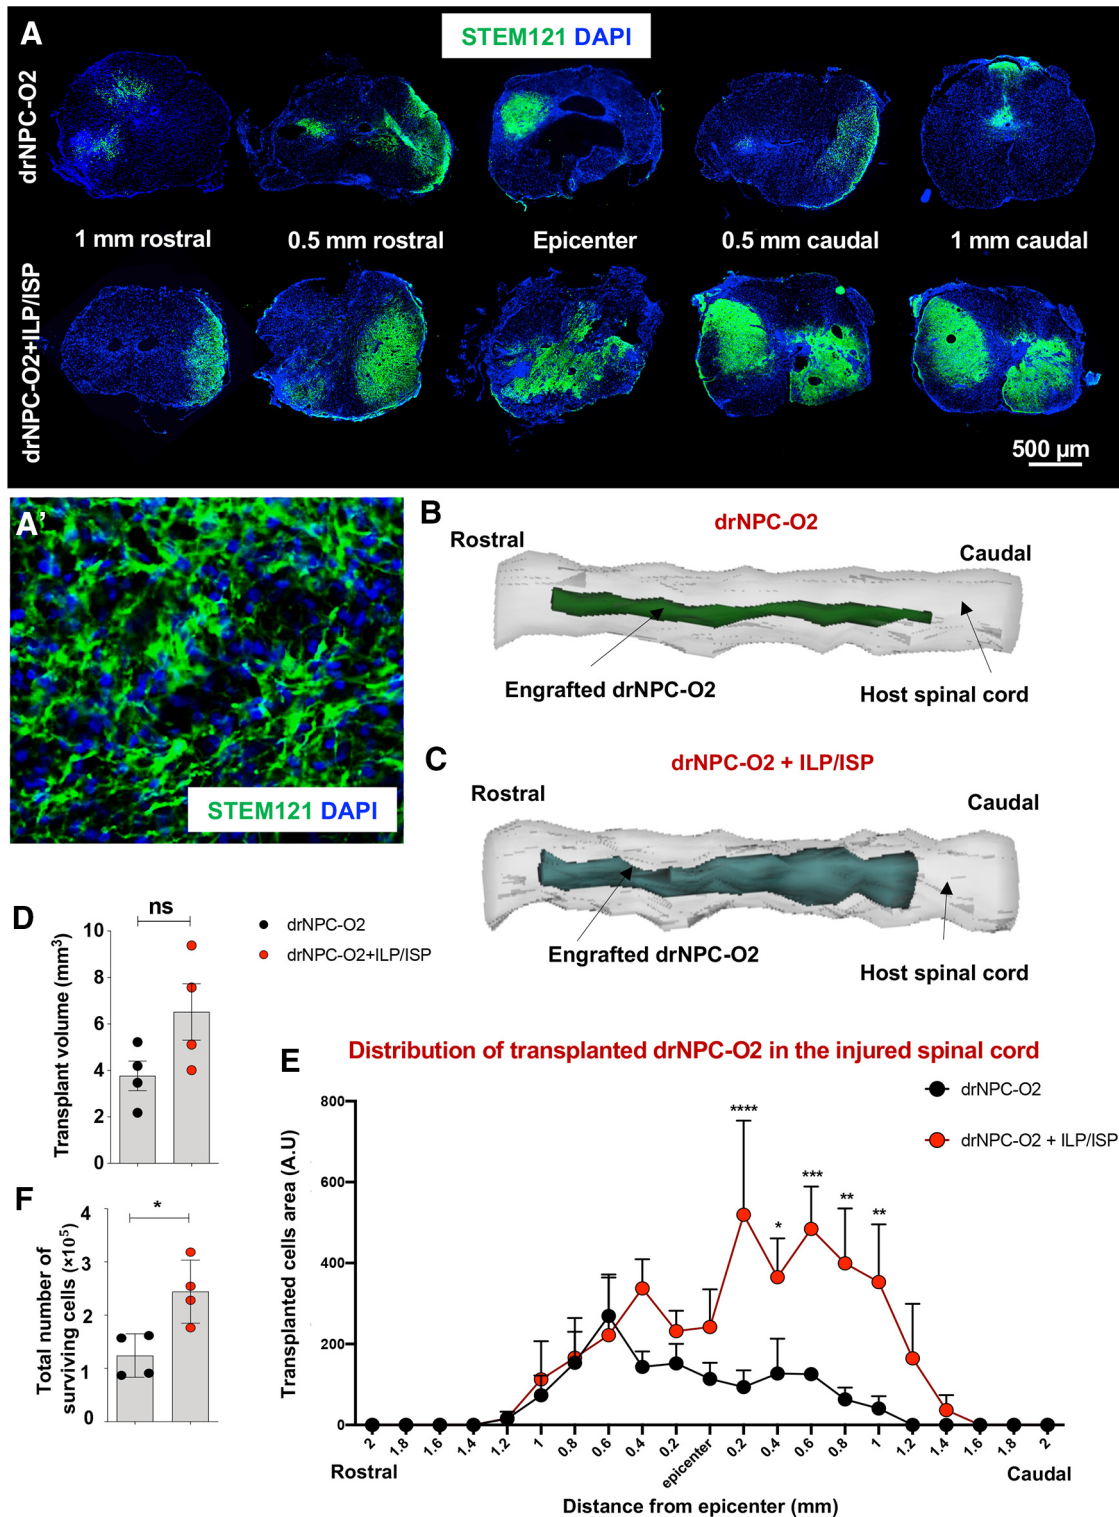 A
STEM121 DAPI
drNPC-O2
1 mm rostral
0.5 mm rostral
Epicenter
0.5 mm caudal
1 mm caudal
drNPC-O2+ILP/ISP
500 µm
A’
STEM121 DAPI
B
drNPC-O2
Rostral
Caudal
Engrafted drNPC-O2
Host spinal cord
C
drNPC-O2 + ILP/ISP
Rostral
Caudal
Engrafted drNPC-O2
Host spinal cord
D
ns
drNPC-O2
drNPC-O2+ILP/ISP
Transplant volume (mm³)
10
8
6
4
2
0
F
*
Total number of
surviving cells (×10⁵)
4
3
2
1
0
E
Distribution of transplanted drNPC-O2 in the injured spinal cord
drNPC-O2
drNPC-O2 + ILP/ISP
Transplanted cells area (A.U)
800
600
400
200
0
**** * *** ** **
2 1.8 1.6 1.4 1.2 1 0.8 0.6 0.4 0.2 epicenter 0.2 0.4 0.6 0.8 1 1.2 1.4 1.6 1.8 2
Rostral
Caudal
Distance from epicenter (mm)